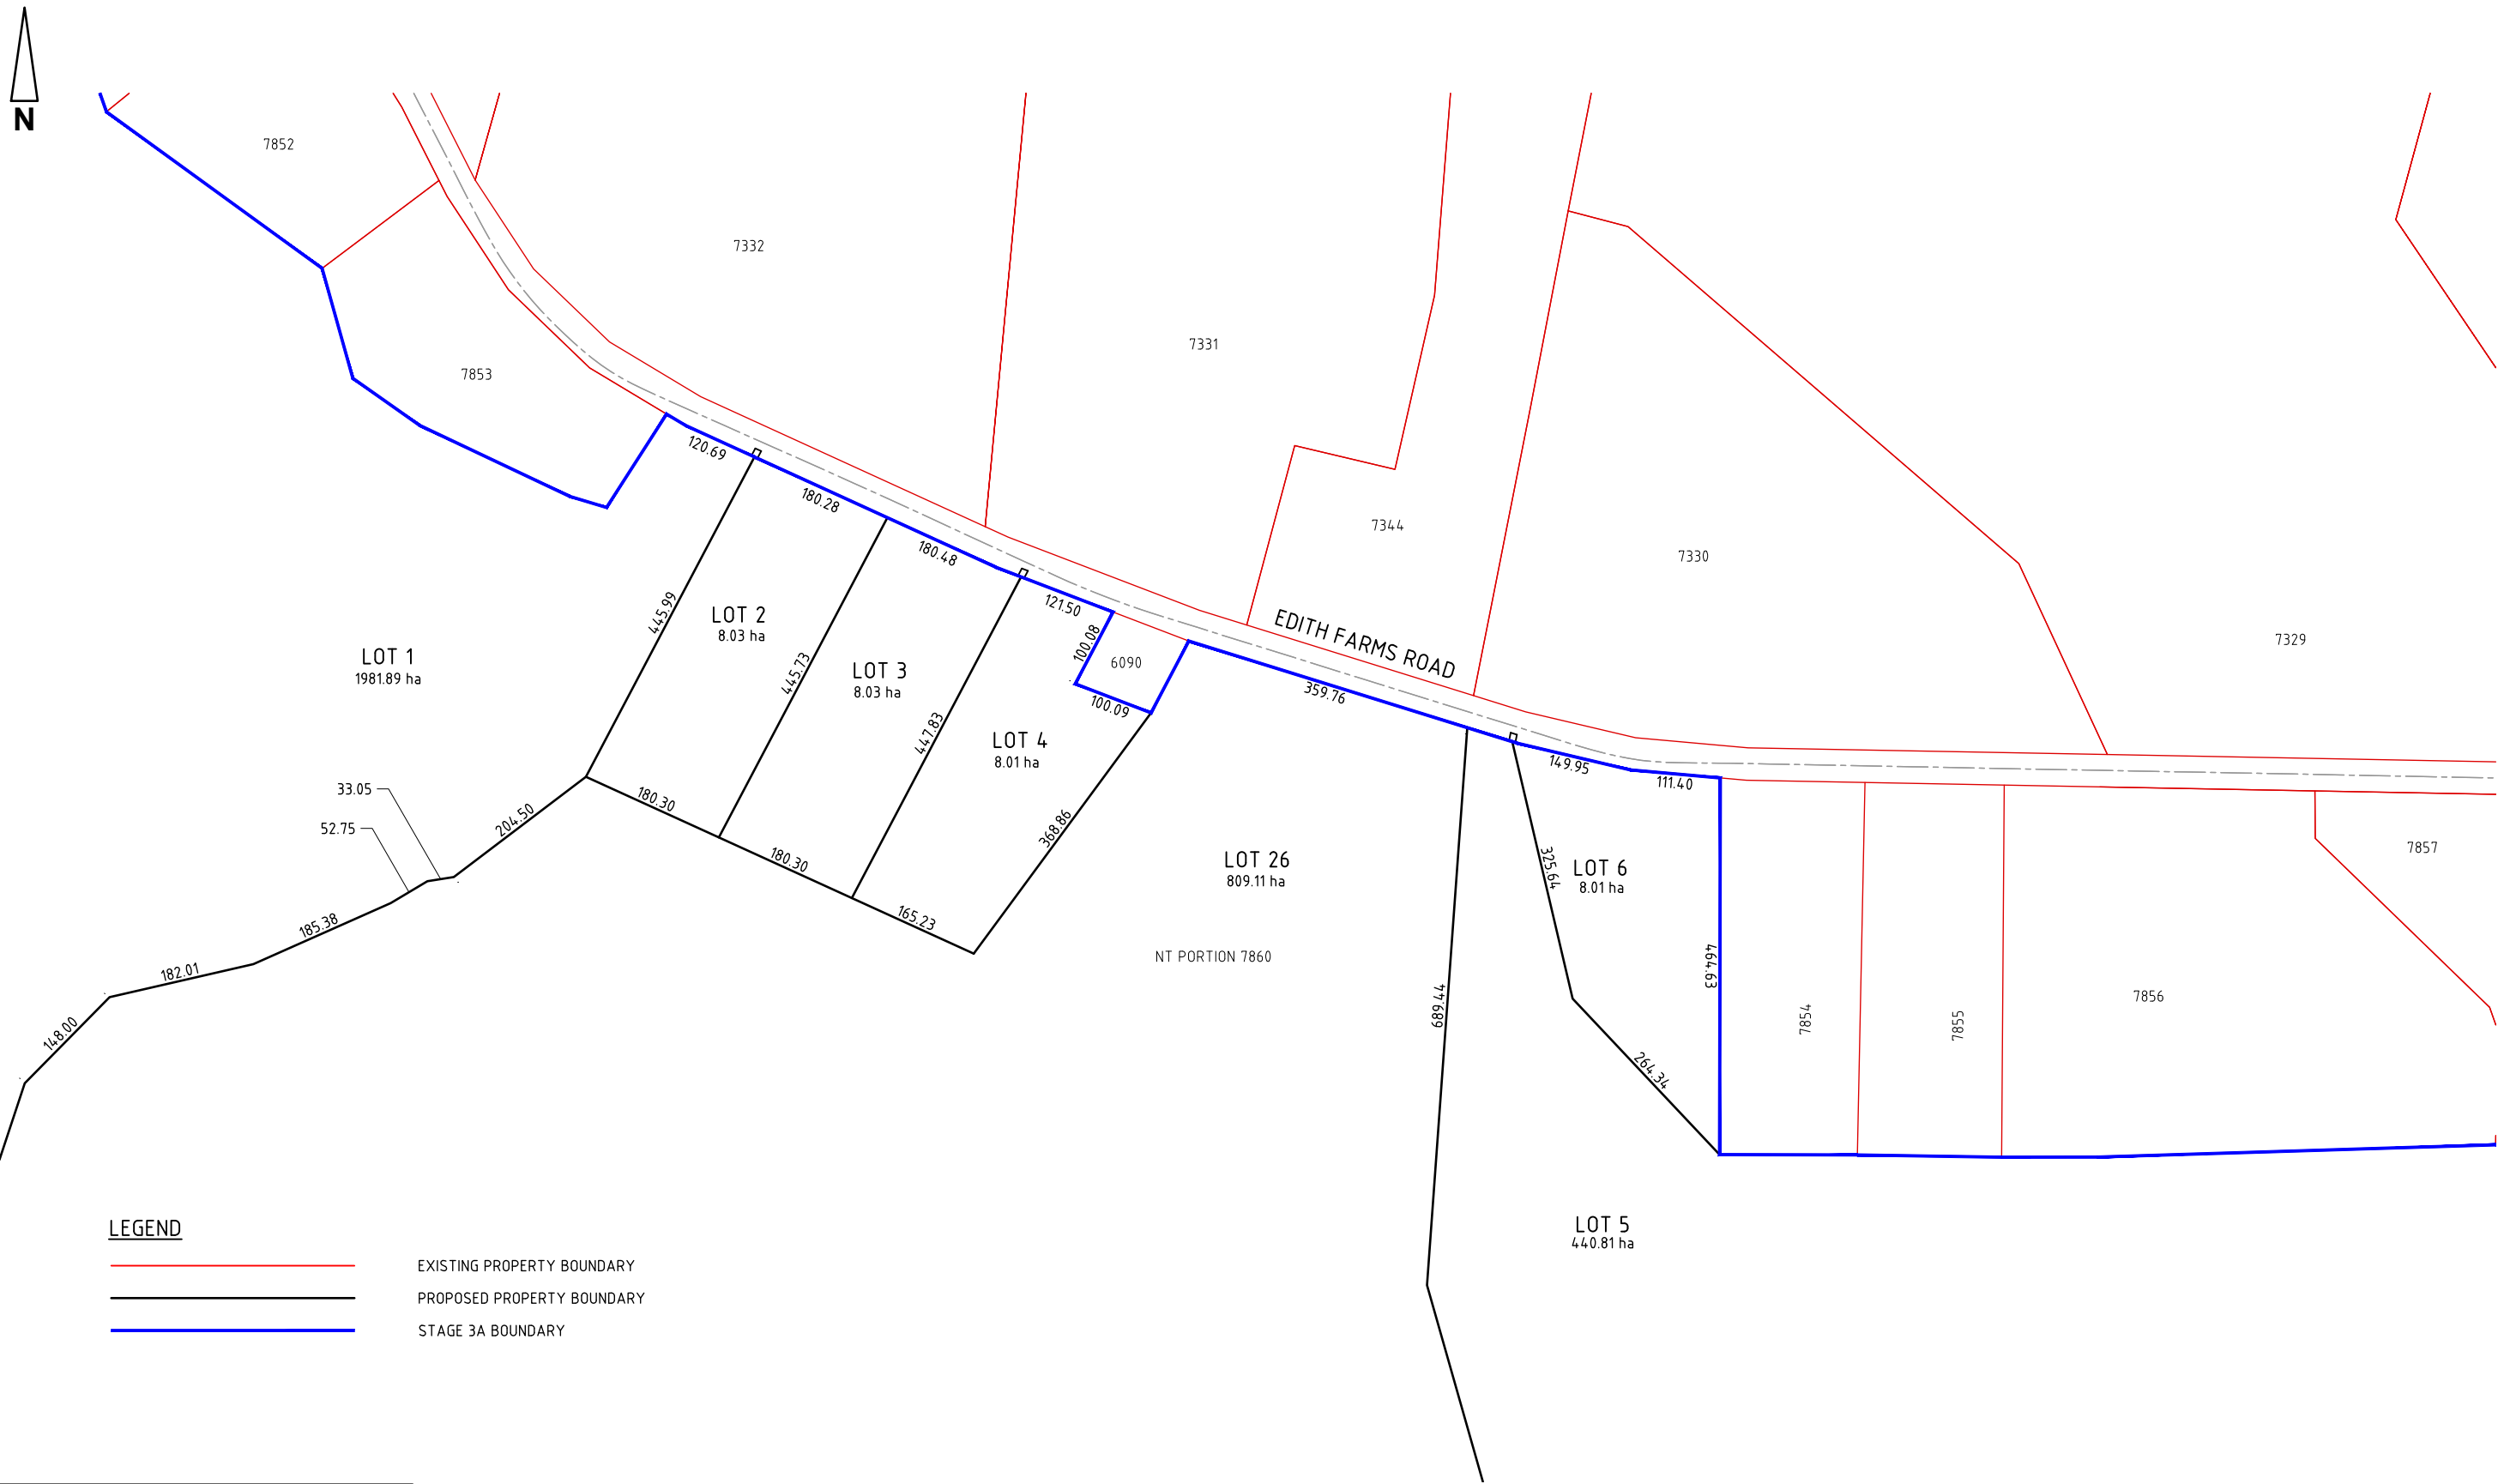 N
7852
7332
7331
7853
120.69
180.28
7344
180.48
7330
445.99
LOT 2
8.03 ha
121.50
EDITH FARMS ROAD
7329
LOT 1
1981.89 ha
445.73
LOT 3
8.03 ha
100.08
6090
359.76
100.09
447.83
LOT 4
8.01 ha
149.95
111.40
33.05
180.30
204.50
52.75
368.86
180.30
LOT 26
809.11 ha
325.64
LOT 6
8.01 ha
7857
185.38
165.23
182.01
NT PORTION 7860
464.63
689.44
7854
7855
7856
148.00
264.34
LOT 5
440.81 ha
LEGEND
EXISTING PROPERTY BOUNDARY
PROPOSED PROPERTY BOUNDARY
STAGE 3A BOUNDARY